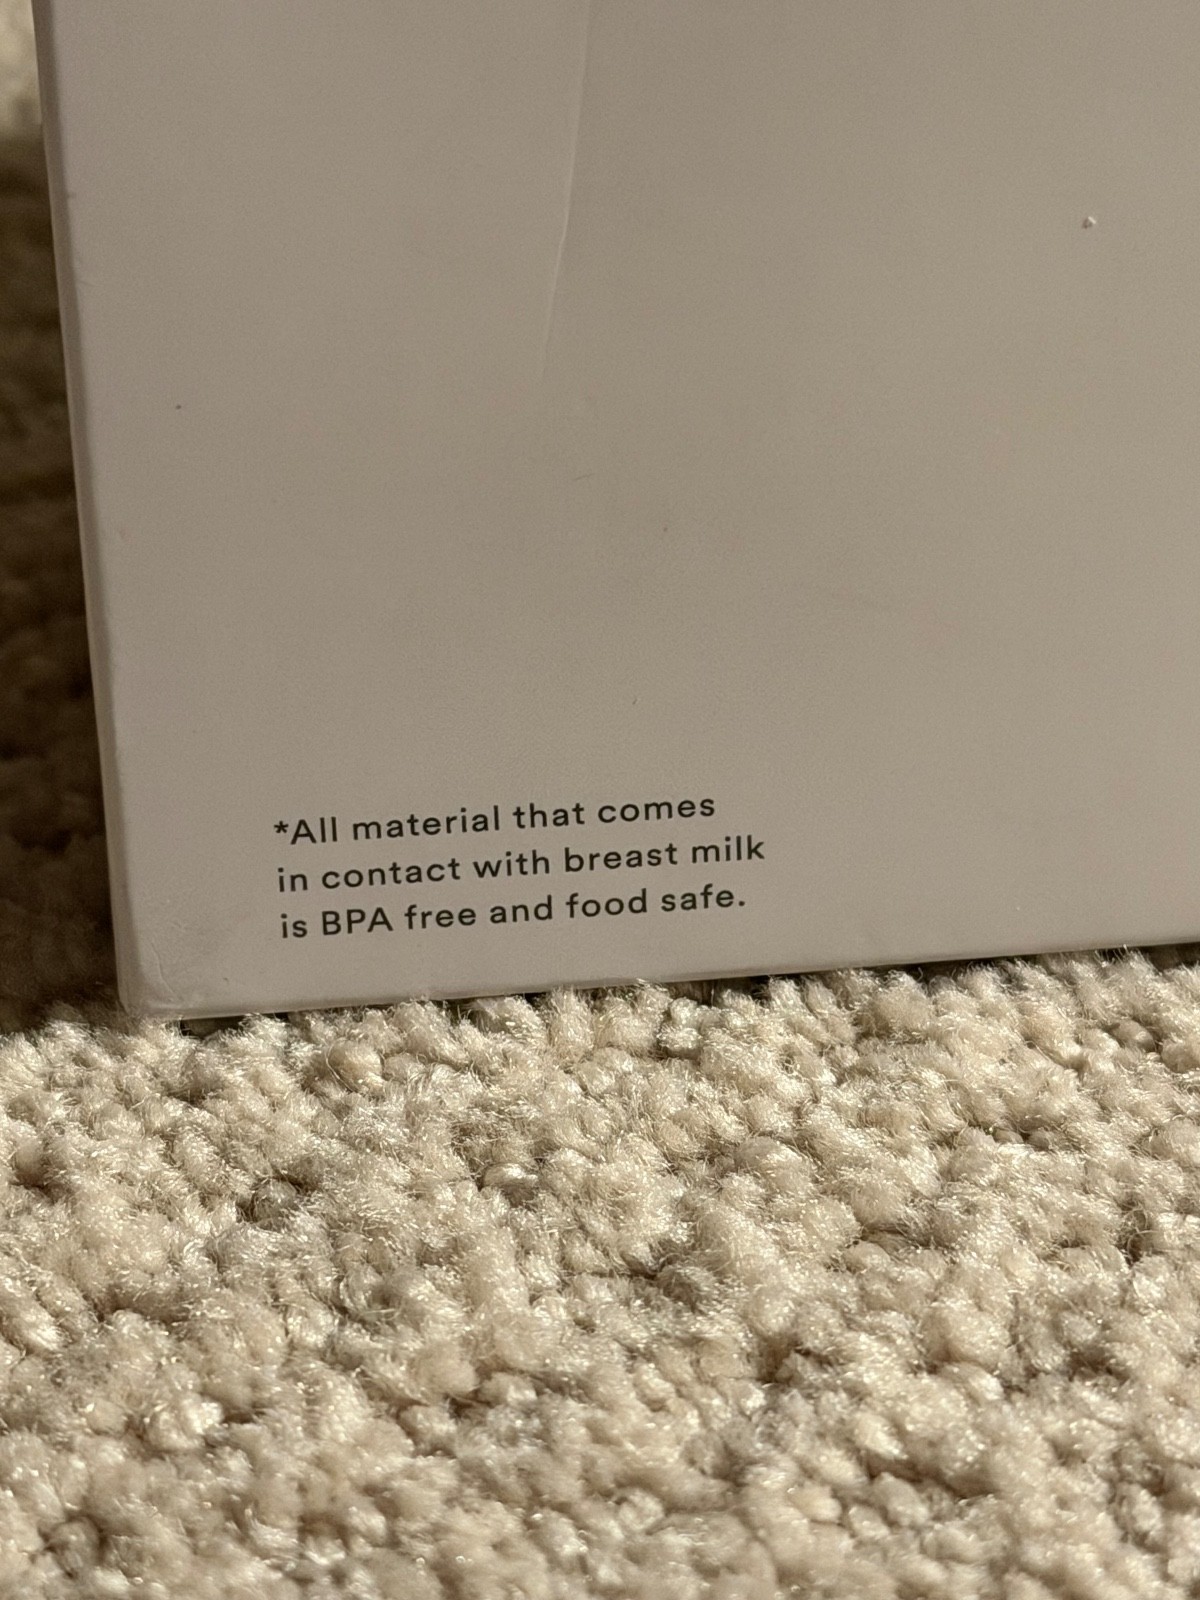 *All material that comes
in contact with breast milk
is BPA free and food safe.